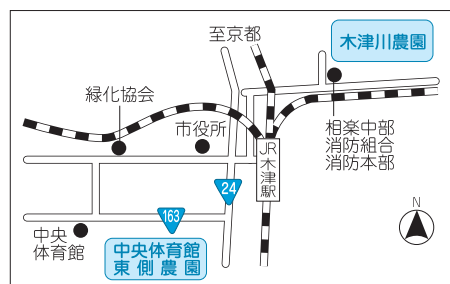 至京都
木津川農園
緑化協会
市役所
相楽中部
消防組合
消防本部
JR木津駅
24
163
中央
体育館
中央体育館
東側農園
N